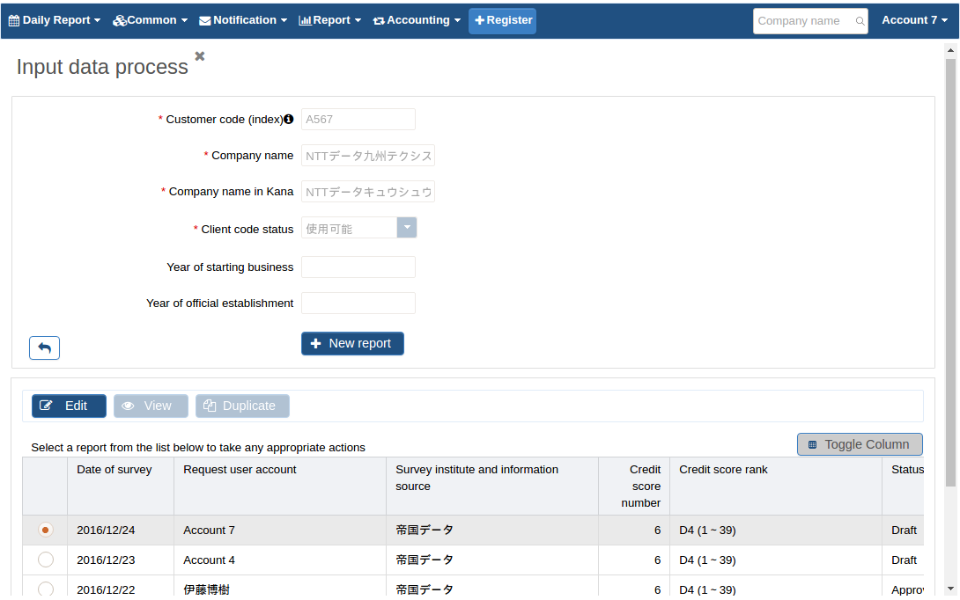 Daily Report Common Notification Report Accounting Register Company name Account 7
Input data process
* Customer code (index) A567
* Company name NTTデータ九州テクシス
* Company name in Kana NTTデータキュウシュウ
* Client code status 使用可能
Year of starting business
Year of official establishment
New report
Edit View Duplicate
Select a report from the list below to take any appropriate actions
Toggle Column
Date of survey Request user account Survey institute and information Credit Credit score rank Status
source score
number
2016/12/24 Account 7 帝国データ 6 D4 (1 ~ 39) Draft
2016/12/23 Account 4 帝国データ 6 D4 (1 ~ 39) Draft
2016/12/22 伊藤博樹 帝国データ 6 D4 (1 ~ 39) Approv